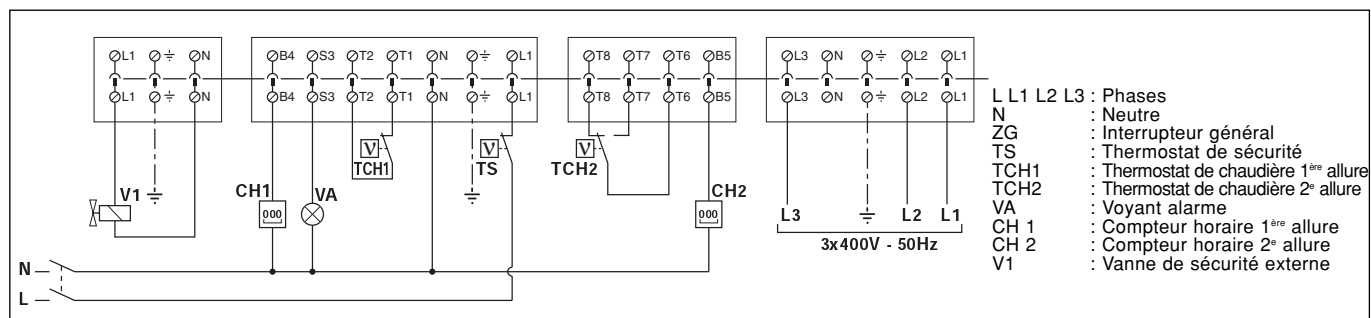 L1 ⏚ N B4 S3 T2 T1 N ⏚ L1 T8 T7 T6 B5 L3 N ⏚ L2 L1
L1 ⏚ N B4 S3 T2 T1 N ⏚ L1 T8 T7 T6 B5 L3 N ⏚ L2 L1
L L1 L2 L3 : Phases
N : Neutre
ZG : Interrupteur général
TS : Thermostat de sécurité
TCH1 : Thermostat de chaudière 1ère allure
TCH2 : Thermostat de chaudière 2e allure
VA : Voyant alarme
CH 1 : Compteur horaire 1ère allure
CH 2 : Compteur horaire 2e allure
V1 : Vanne de sécurité externe
V TCH1
V TS
V TCH2
V1
CH1
000
VA
CH2
000
L3 L2 L1
3x400V - 50Hz
N
L